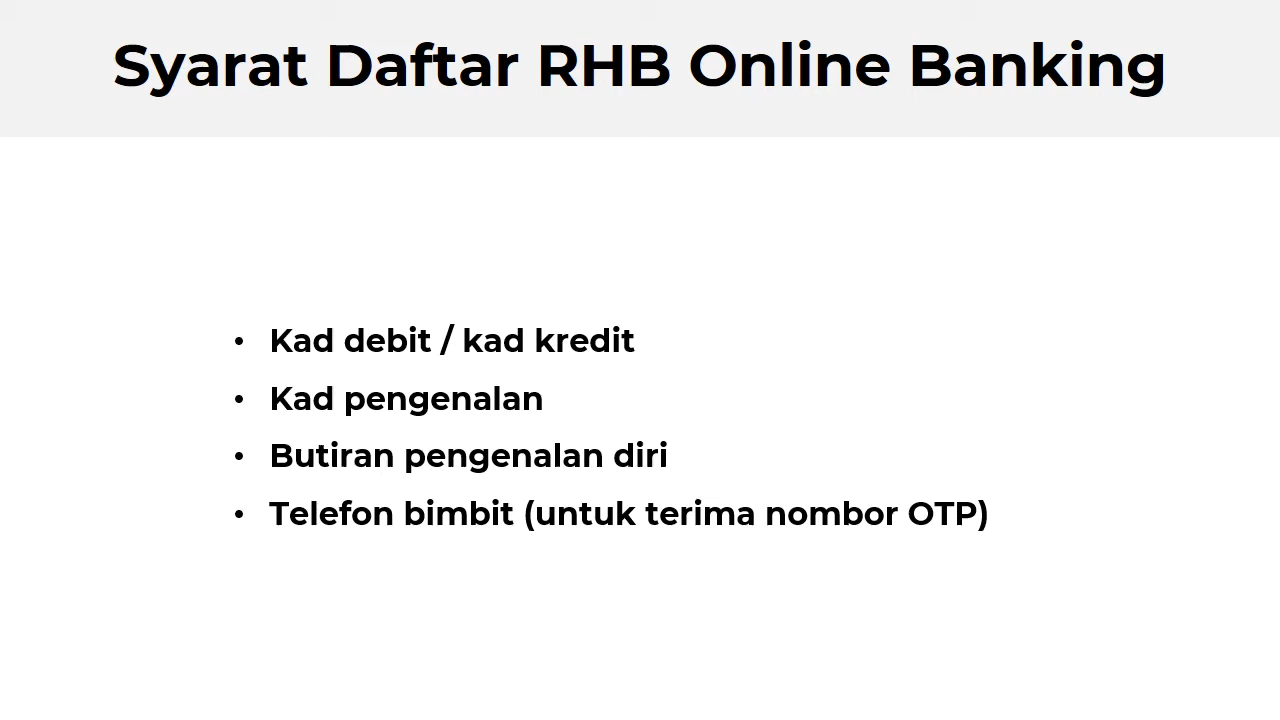 Syarat Daftar RHB Online Banking
• Kad debit / kad kredit
• Kad pengenalan
• Butiran pengenalan diri
• Telefon bimbit (untuk terima nombor OTP)